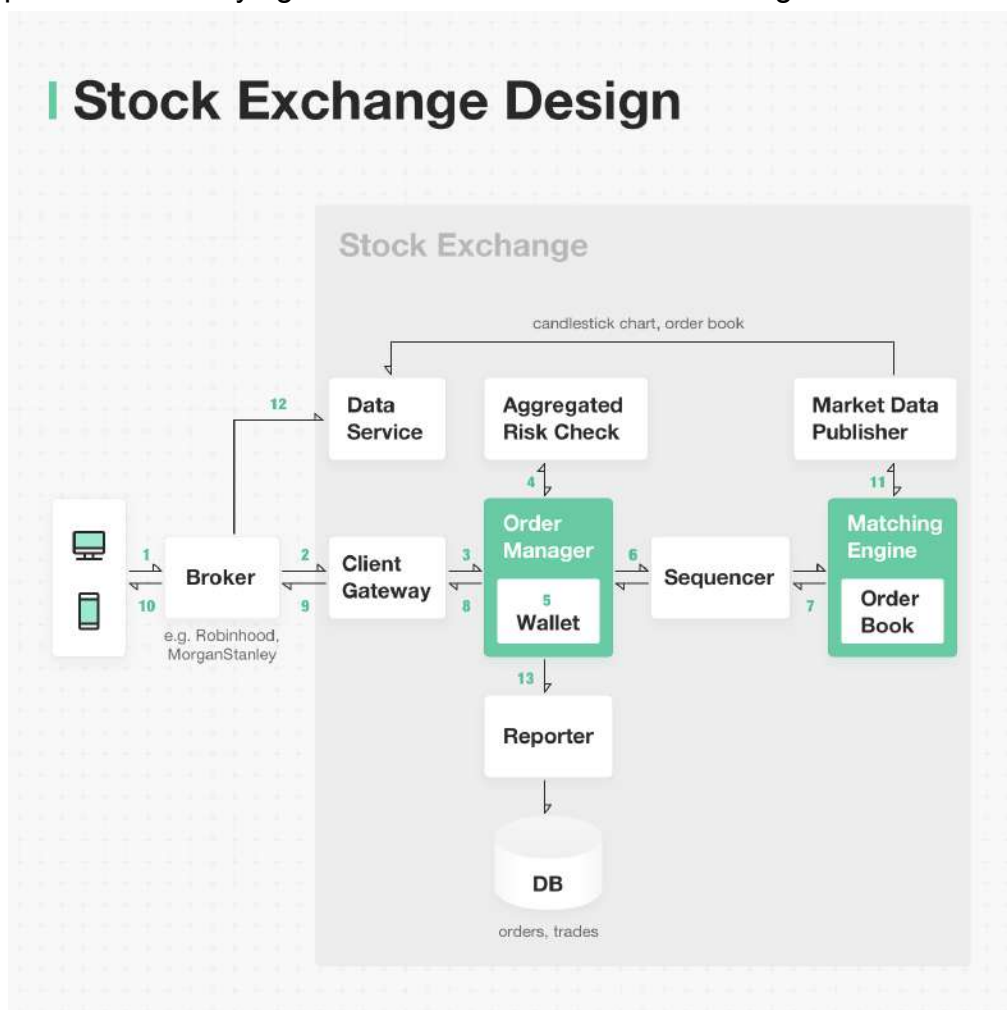 Stock Exchange Design
Stock Exchange
candlestick chart, order book
12
Data
Service
Aggregated
Risk Check
Market Data
Publisher
4
11
1
10
Broker
e.g. Robinhood,
MorganStanley
2
9
Client
Gateway
3
8
Order
Manager
5
Wallet
6
Sequencer
7
Matching
Engine
Order
Book
13
Reporter
DB
orders, trades